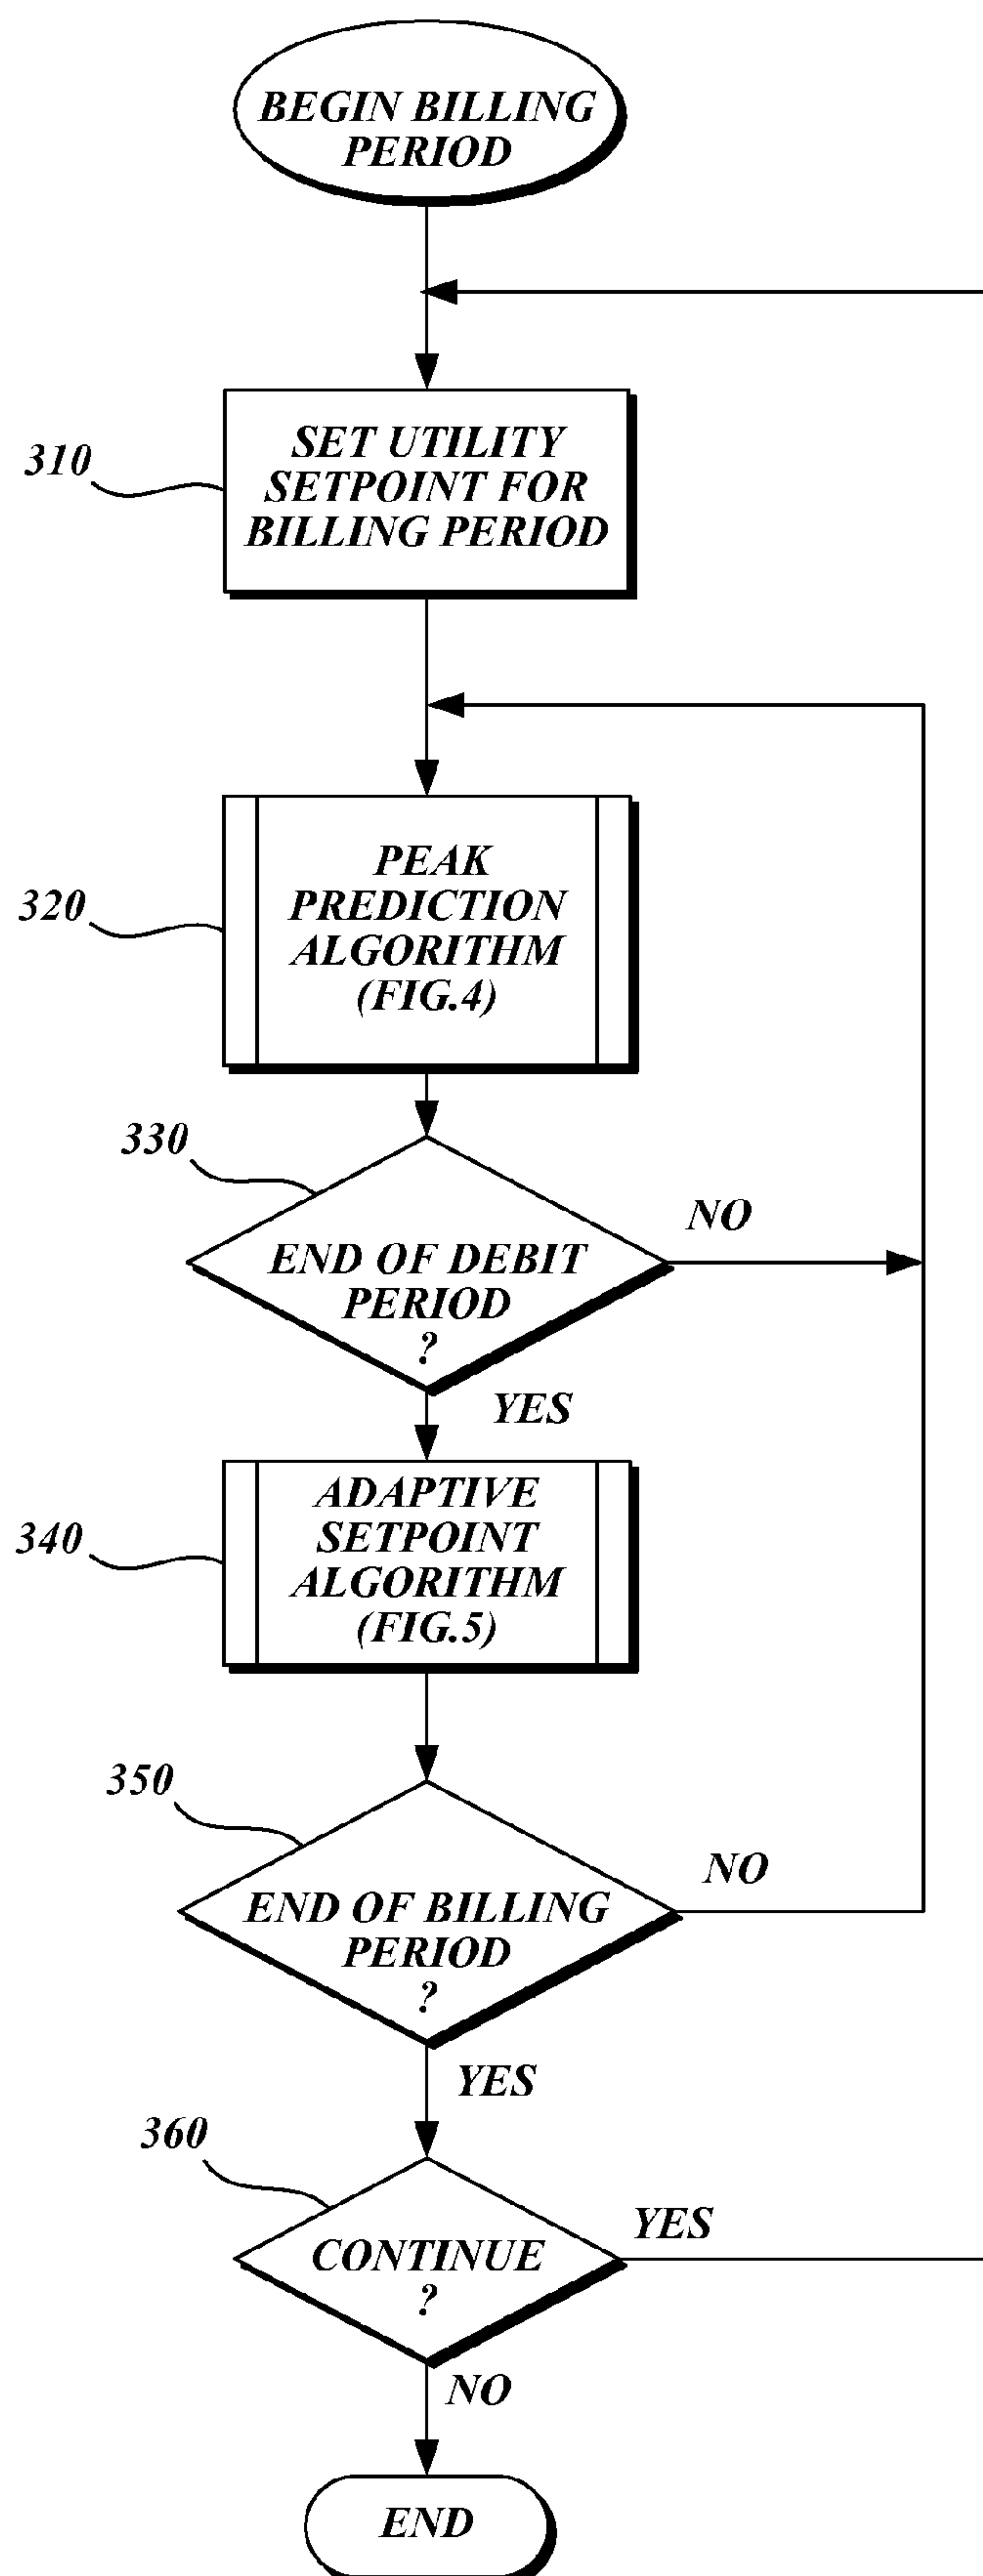 BEGIN BILLING
PERIOD
310
SET UTILITY
SETPOINT FOR
BILLING PERIOD
320
PEAK
PREDICTION
ALGORITHM
(FIG.4)
330
END OF DEBIT
PERIOD
?
NO
YES
340
ADAPTIVE
SETPOINT
ALGORITHM
(FIG.5)
350
END OF BILLING
PERIOD
?
NO
YES
360
CONTINUE
?
YES
NO
END